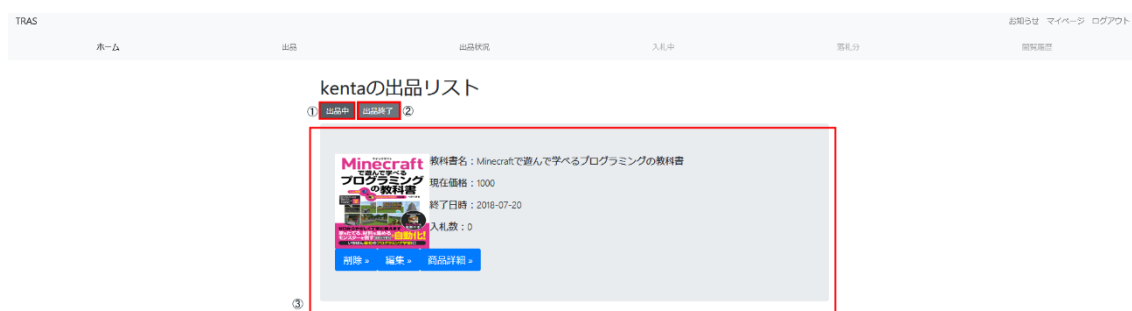 TRAS
お知らせ マイページ ログアウト
ホーム 出品 出品状況 入札中 落札分 閲覧履歴
kentaの出品リスト
① 出品中 出品終了 ②
Minecraft
で遊んで学べる
プログラミング
の教科書
自動化!
教科書名:Minecraftで遊んで学べるプログラミングの教科書
現在価格:1000
終了日時:2018-07-20
入札数:0
削除 » 編集 » 商品詳細 »
③